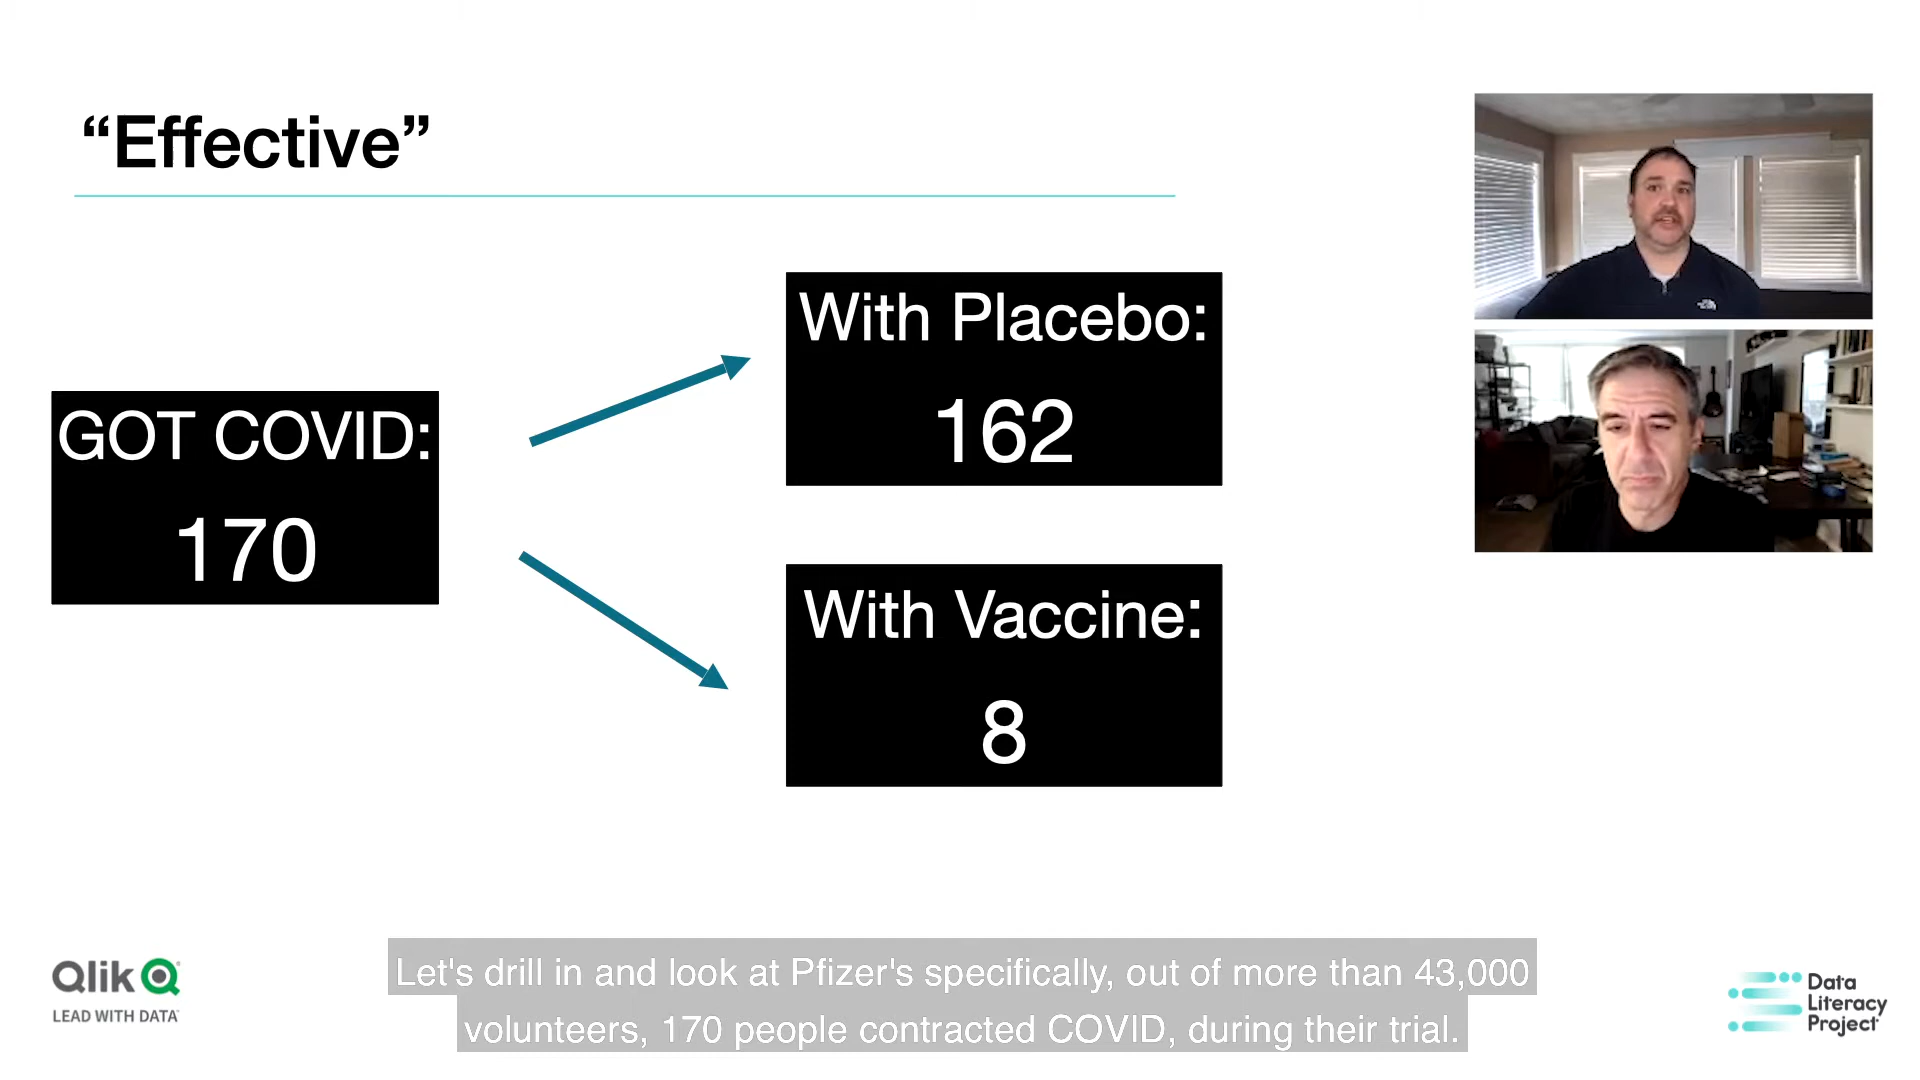 “Effective”
GOT COVID:
170
With Placebo:
162
With Vaccine:
8
Let's drill in and look at Pfizer's specifically, out of more than 43,000
volunteers, 170 people contracted COVID, during their trial.
Qlik
LEAD WITH DATA
Data
Literacy
Project